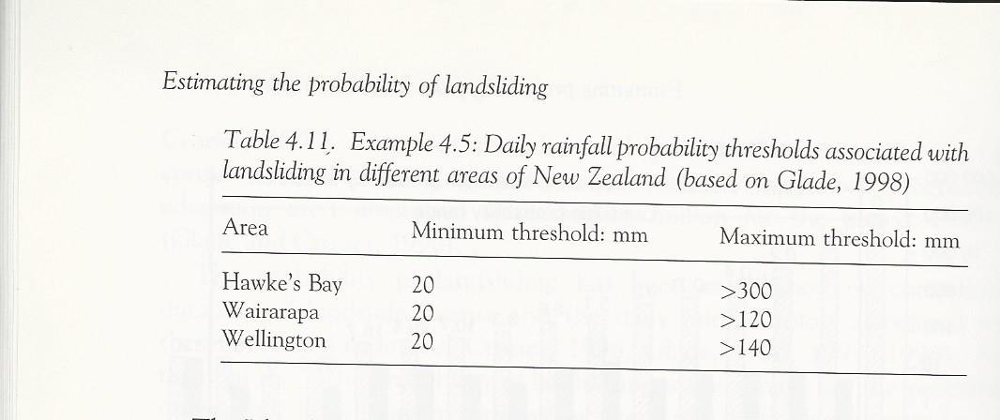 Estimating the probability of landsliding
Table 4.11. Example 4.5: Daily rainfall probability thresholds associated with
landsliding in different areas of New Zealand (based on Glade, 1998)
Area Minimum threshold: mm Maximum threshold: mm
Hawke's Bay 20 >300
Wairarapa 20 >120
Wellington 20 >140